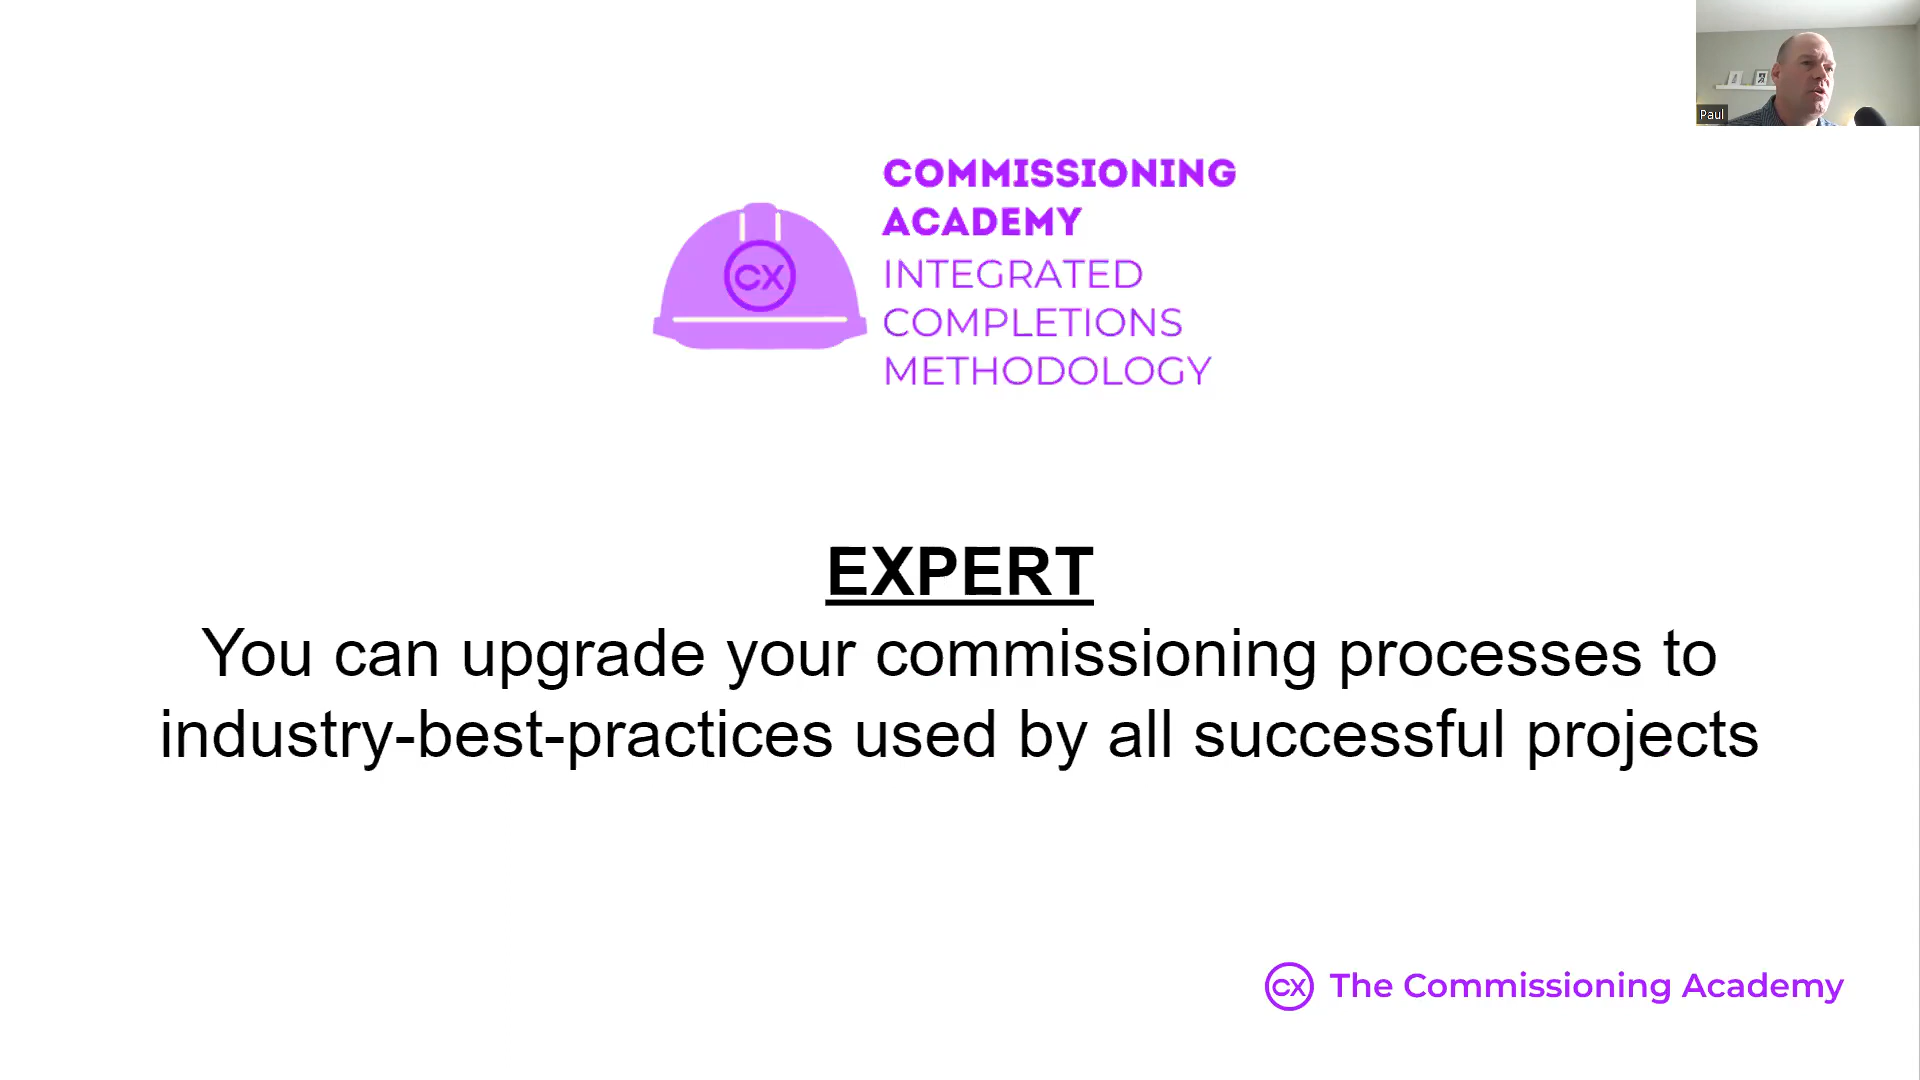 Paul
COMMISSIONING
ACADEMY
INTEGRATED
COMPLETIONS
METHODOLOGY
CX
EXPERT
You can upgrade your commissioning processes to
industry-best-practices used by all successful projects
CX The Commissioning Academy